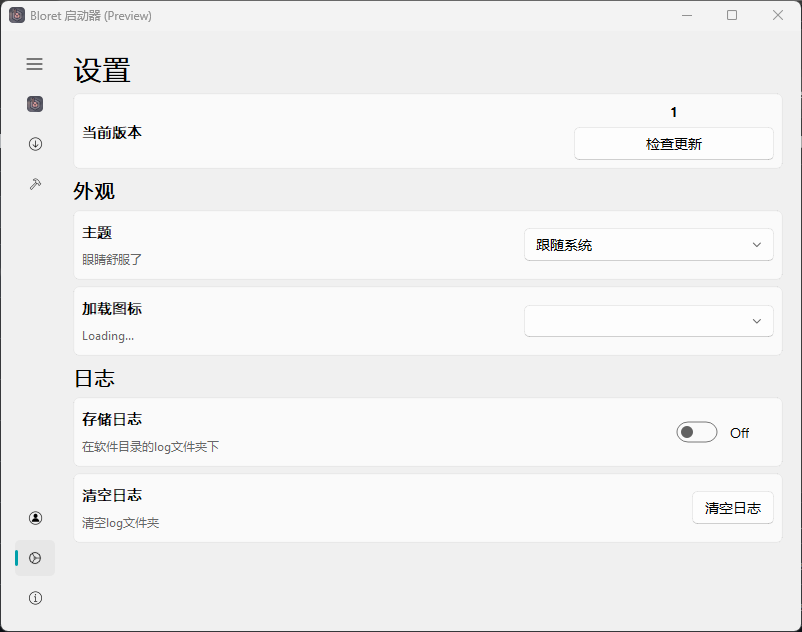 Bloret 启动器 (Preview)
设置
当前版本
1
检查更新
外观
主题
眼睛舒服了
跟随系统
加载图标
Loading...
日志
存储日志
在软件目录的log文件夹下
Off
清空日志
清空log文件夹
清空日志